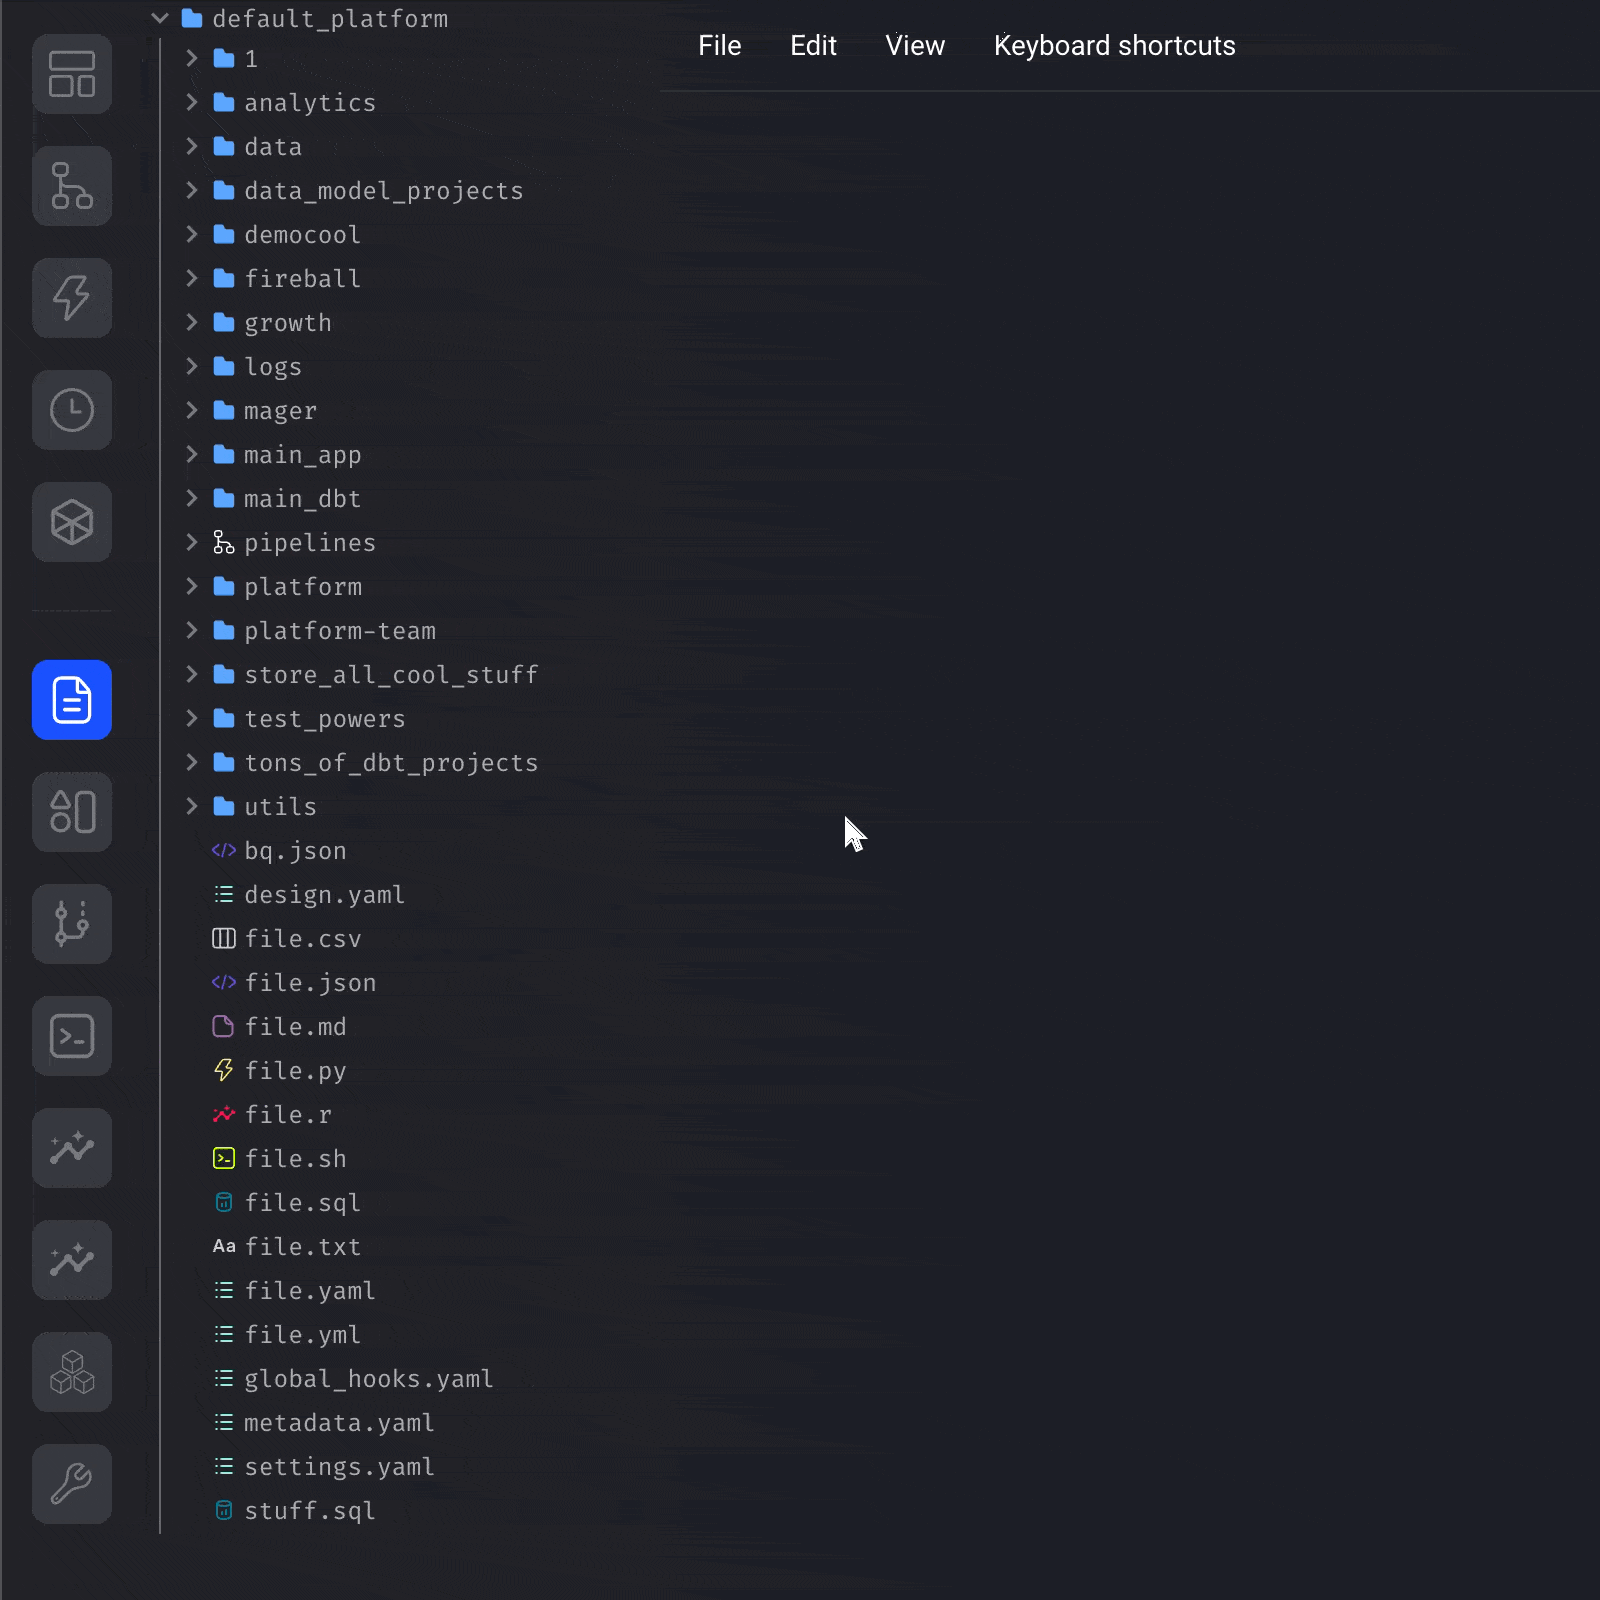 default_platform
File Edit View Keyboard shortcuts
1
analytics
data
data_model_projects
democool
fireball
growth
logs
mager
main_app
main_dbt
pipelines
platform
platform-team
store_all_cool_stuff
test_powers
tons_of_dbt_projects
utils
bq.json
design.yaml
file.csv
file.json
file.md
file.py
file.r
file.sh
file.sql
Aa file.txt
file.yaml
file.yml
global_hooks.yaml
metadata.yaml
settings.yaml
stuff.sql